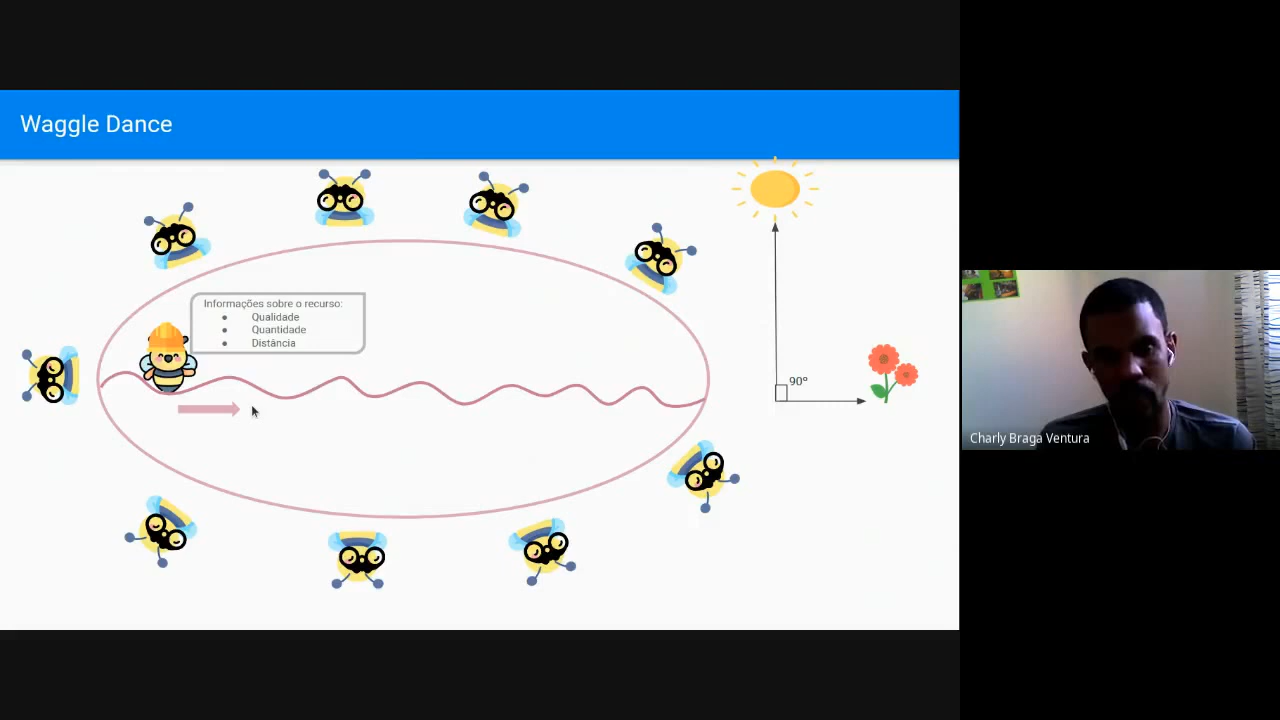 Waggle Dance
Informações sobre o recurso:
● Qualidade
● Quantidade
● Distância
90°
Charly Braga Ventura